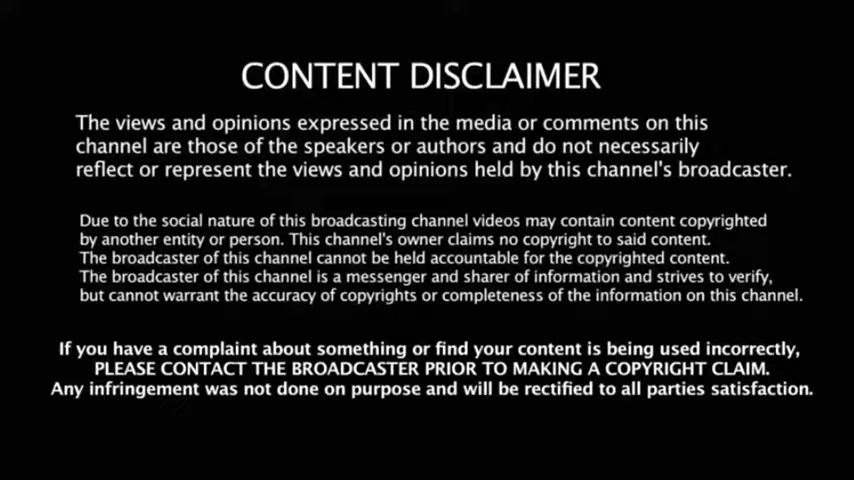 CONTENT DISCLAIMER
The views and opinions expressed in the media or comments on this
channel are those of the speakers or authors and do not necessarily
reflect or represent the views and opinions held by this channel's broadcaster.
Due to the social nature of this broadcasting channel videos may contain content copyrighted
by another entity or person. This channel's owner claims no copyright to said content.
The broadcaster of this channel cannot be held accountable for the copyrighted content.
The broadcaster of this channel is a messenger and sharer of information and strives to verify,
but cannot warrant the accuracy of copyrights or completeness of the information on this channel.
If you have a complaint about something or find your content is being used incorrectly,
PLEASE CONTACT THE BROADCASTER PRIOR TO MAKING A COPYRIGHT CLAIM.
Any infringement was not done on purpose and will be rectified to all parties satisfaction.